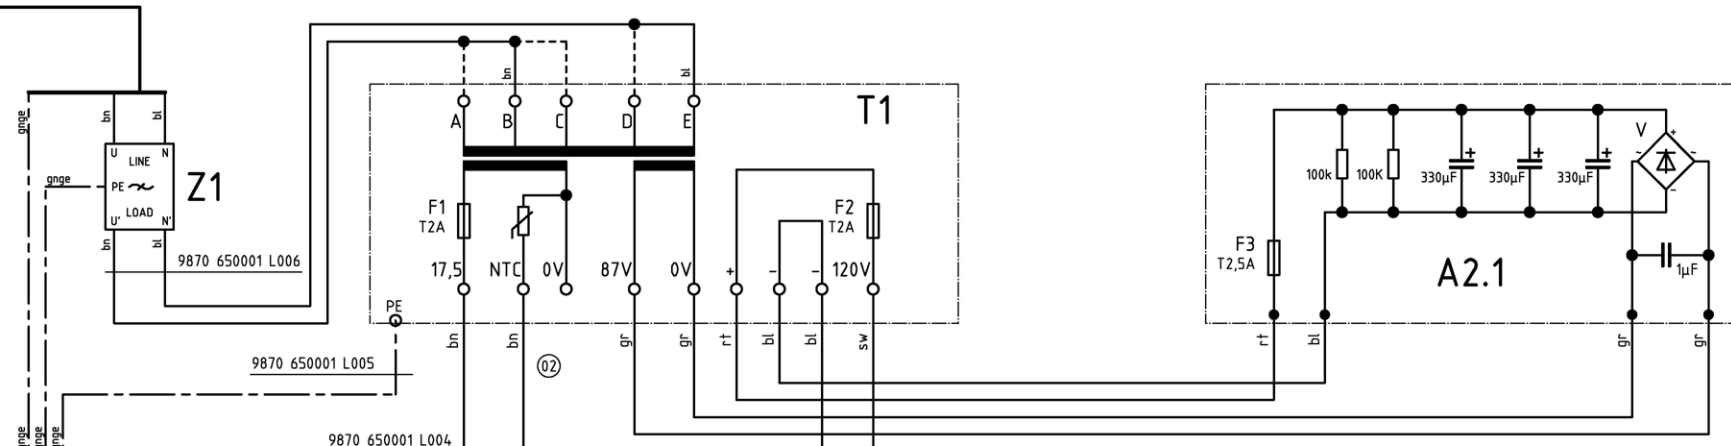 bn
bl
T1
A
B
C
D
E
gnge
bn
bl
U
N
LINE
gnge
PE
LOAD
U'
N'
Z1
bn
bl
9870 650001 L006
F1
T2A
F2
T2A
17,5
NTC
0V
87V
0V
+
-
-
120V
PE
bn
bn
gr
gr
rt
bl
bl
sw
02
9870 650001 L005
9870 650001 L004
gnge
gnge
gnge
V
+
~
~
-
100k
100K
+
330µF
+
330µF
+
330µF
F3
T2,5A
A2.1
1µF
rt
bl
gr
gr